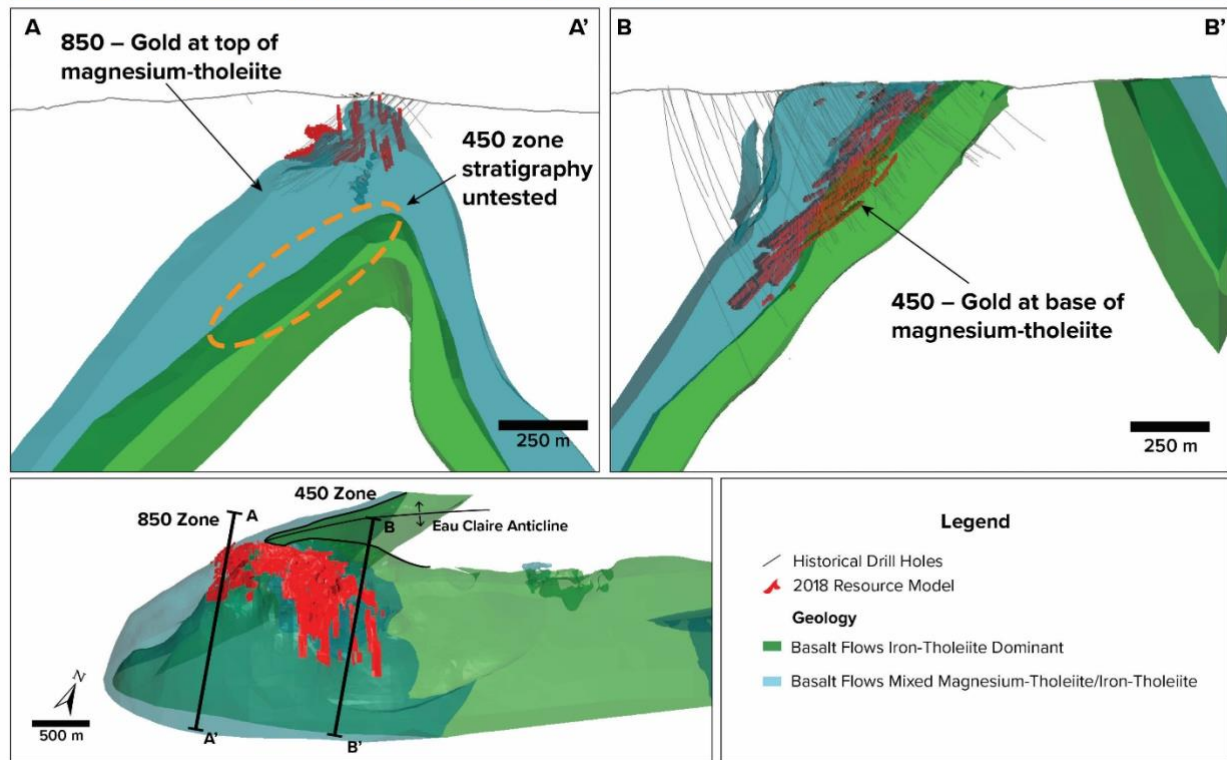 A
A’
850 – Gold at top of
magnesium-tholeiite
450 zone
stratigraphy
untested
250 m
B
B’
450 – Gold at base of
magnesium-tholeiite
250 m
450 Zone
850 Zone
A
B
Eau Claire Anticline
N
500 m
A’
B’
Legend
Historical Drill Holes
2018 Resource Model
Geology
Basalt Flows Iron-Tholeiite Dominant
Basalt Flows Mixed Magnesium-Tholeiite/Iron-Tholeiite